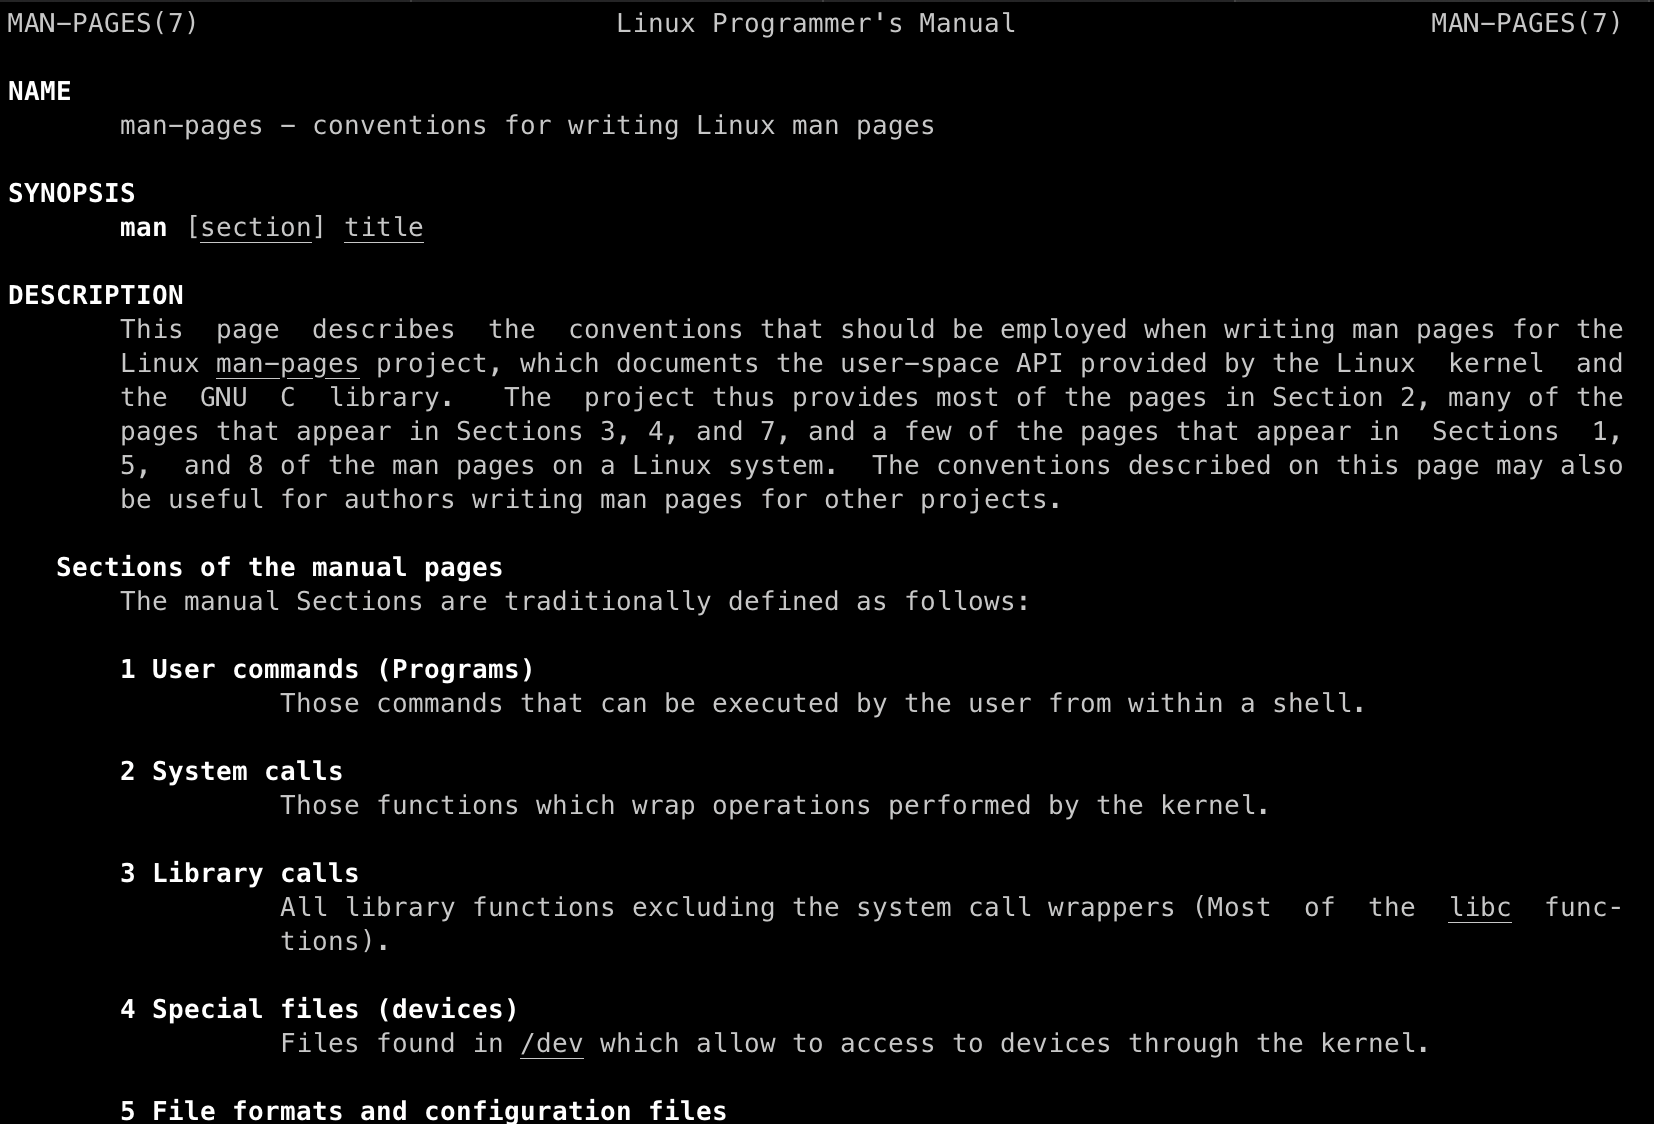 MAN-PAGES(7) Linux Programmer's Manual MAN-PAGES(7)
NAME
man-pages - conventions for writing Linux man pages
SYNOPSIS
man [section] title
DESCRIPTION
This page describes the conventions that should be employed when writing man pages for the
Linux man-pages project, which documents the user-space API provided by the Linux kernel and
the GNU C library. The project thus provides most of the pages in Section 2, many of the
pages that appear in Sections 3, 4, and 7, and a few of the pages that appear in Sections 1,
5, and 8 of the man pages on a Linux system. The conventions described on this page may also
be useful for authors writing man pages for other projects.
Sections of the manual pages
The manual Sections are traditionally defined as follows:
1 User commands (Programs)
Those commands that can be executed by the user from within a shell.
2 System calls
Those functions which wrap operations performed by the kernel.
3 Library calls
All library functions excluding the system call wrappers (Most of the libc func-
tions).
4 Special files (devices)
Files found in /dev which allow to access to devices through the kernel.
5 File formats and configuration files